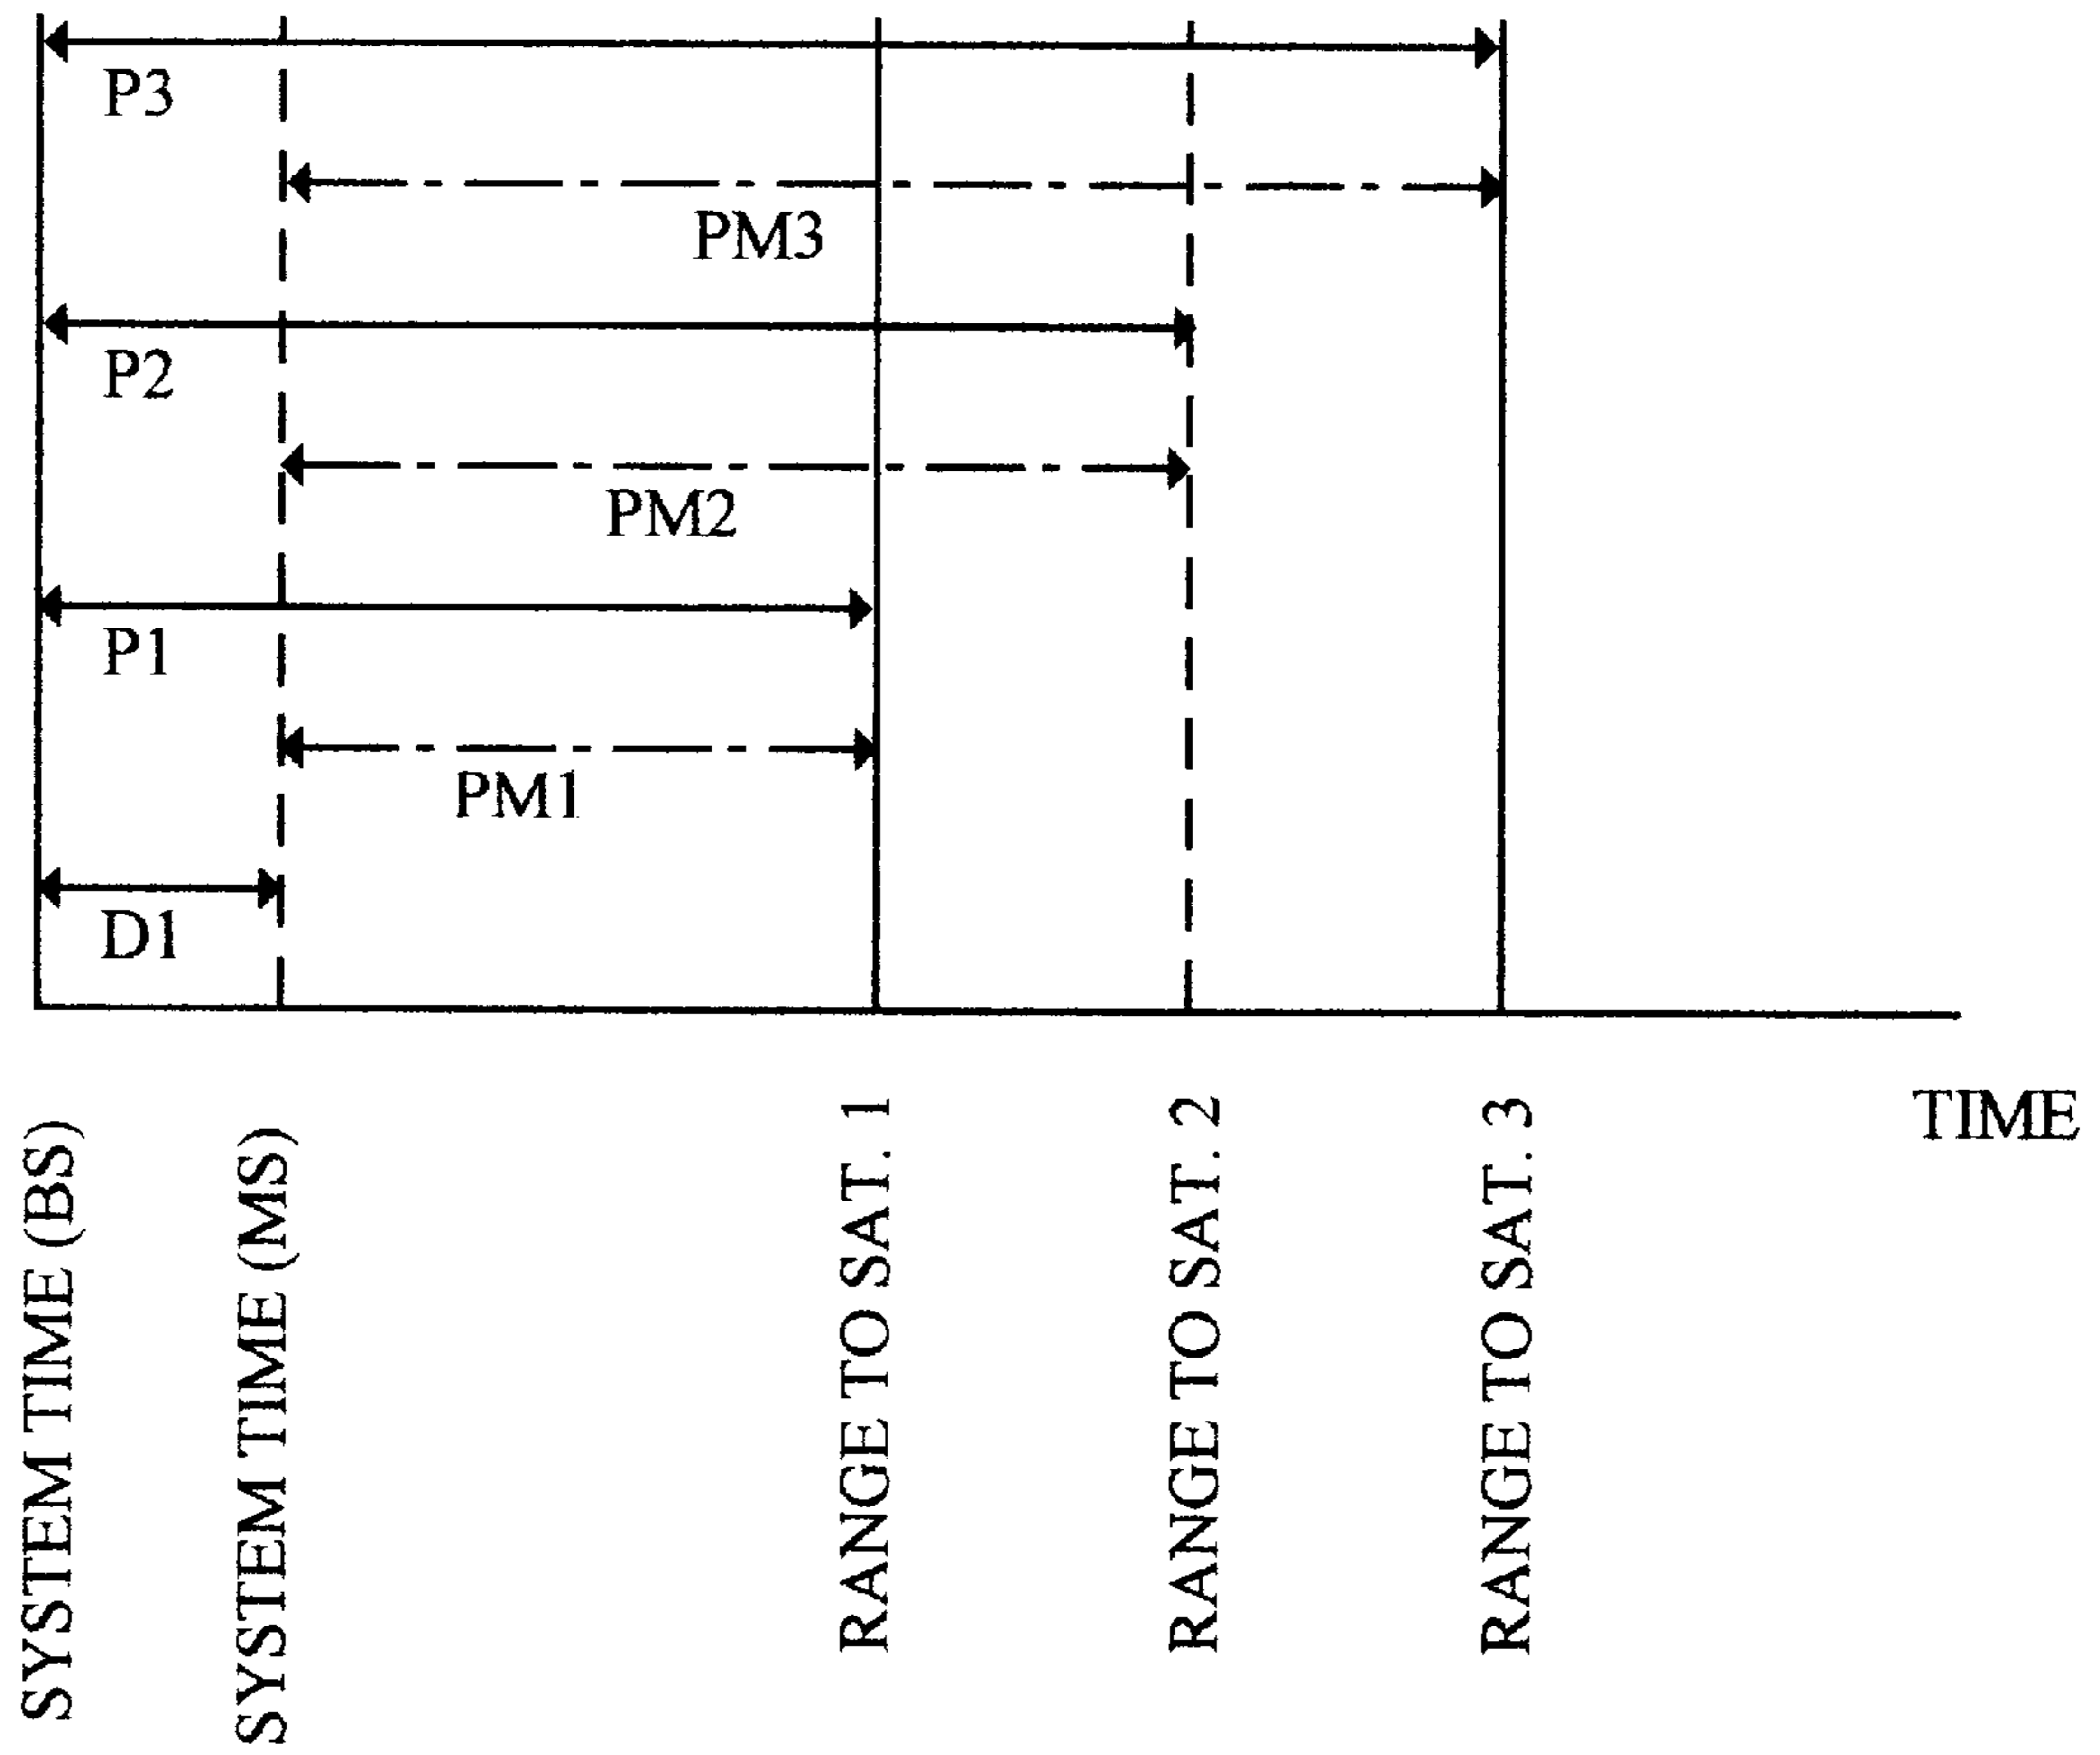 P3
PM3
P2
PM2
P1
PM1
D1
TIME
SYSTEM TIME (BS)
SYSTEM TIME (MS)
RANGE TO SAT. 1
RANGE TO SAT. 2
RANGE TO SAT. 3